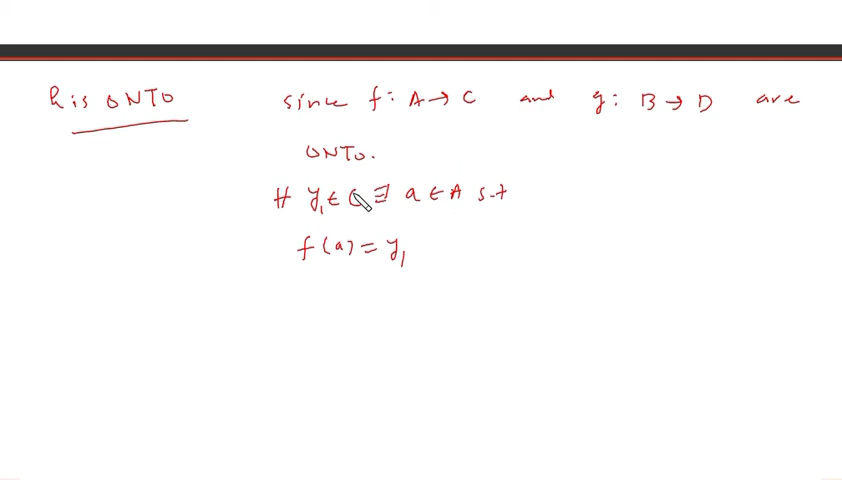 h is ONTO since f: A → C and g: B → D are
ONTO.
∀ y₁ ∈ C ∃ a ∈ A s.t
f(a) = y₁